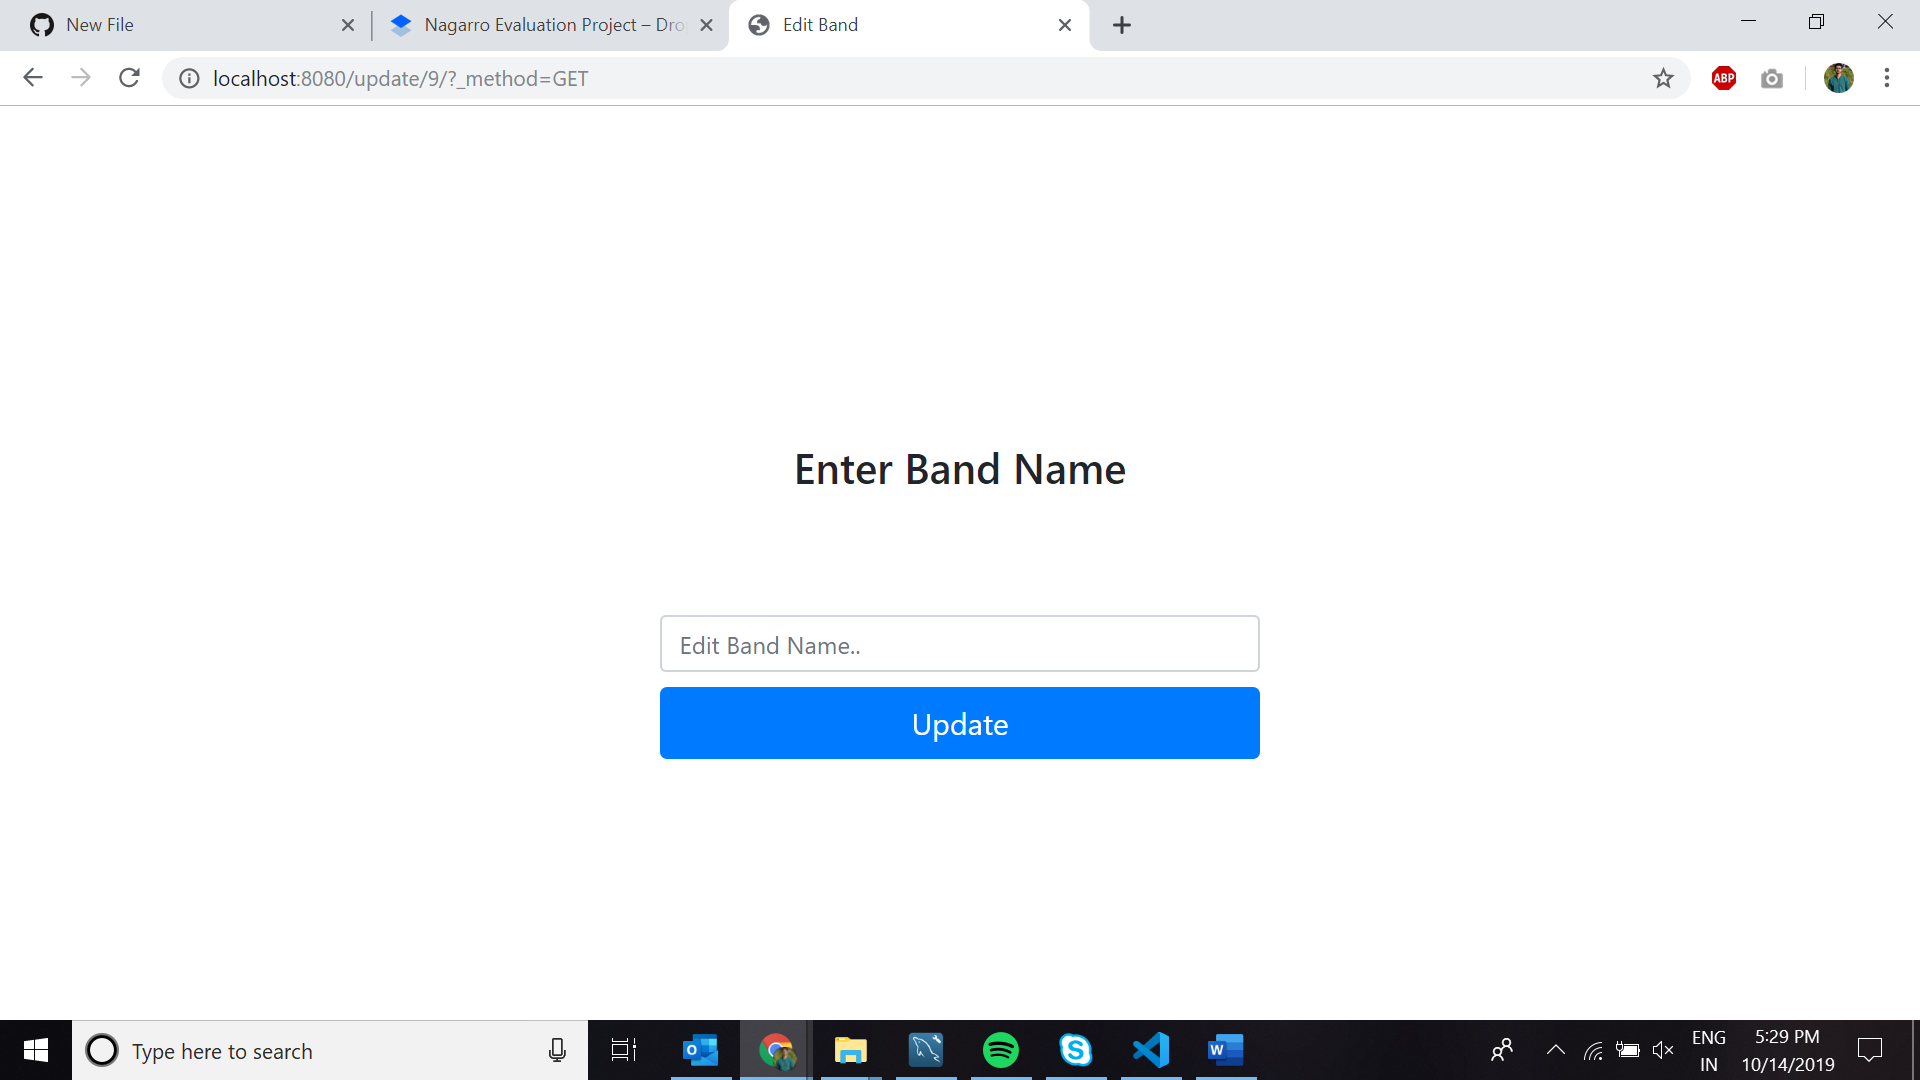 New File
Nagarro Evaluation Project – Dro
Edit Band
localhost:8080/update/9/?_method=GET
ABP
Enter Band Name
Edit Band Name..
Update
Type here to search
ENG
IN
5:29 PM
10/14/2019